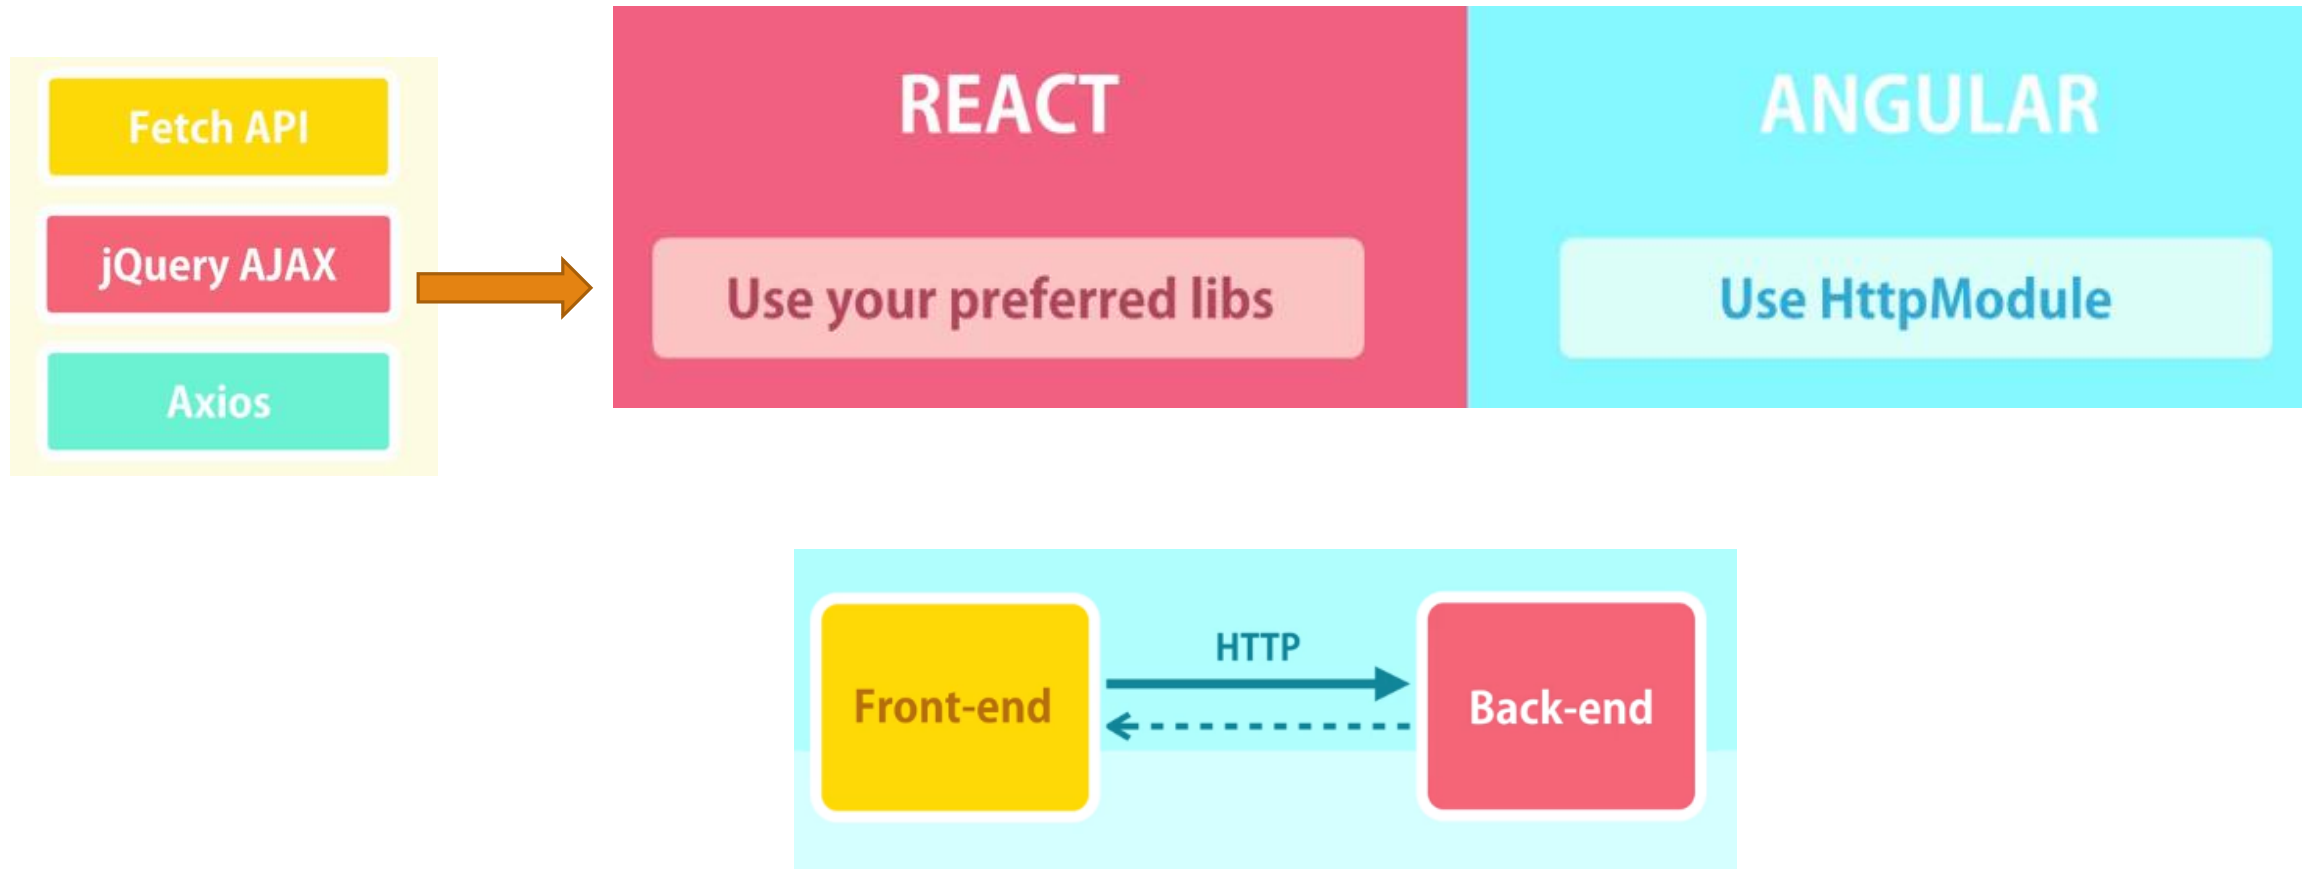 Fetch API
jQuery AJAX
Axios
REACT
Use your preferred libs
ANGULAR
Use HttpModule
Front-end
HTTP
Back-end